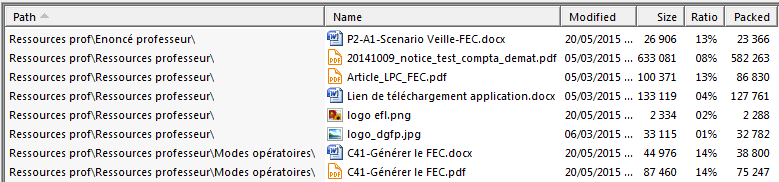 Path Name Modified Size Ratio Packed
Ressources prof\Enoncé professeur\ P2-A1-Scenario Veille-FEC.docx 20/05/2015 ... 26 906 13% 23 366
Ressources prof\Ressources professeur\ 20141009_notice_test_compta_demat.pdf 05/03/2015 ... 633 081 08% 582 263
Ressources prof\Ressources professeur\ Article_LPC_FEC.pdf 05/03/2015 ... 100 371 13% 86 830
Ressources prof\Ressources professeur\ Lien de téléchargement application.docx 05/03/2015 ... 133 119 04% 127 761
Ressources prof\Ressources professeur\ logo efl.png 20/05/2015 ... 2 334 02% 2 288
Ressources prof\Ressources professeur\ logo_dgfp.jpg 06/03/2015 ... 33 115 01% 32 782
Ressources prof\Ressources professeur\Modes opératoires\ C41-Générer le FEC.docx 20/05/2015 ... 44 976 14% 38 800
Ressources prof\Ressources professeur\Modes opératoires\ C41-Générer le FEC.pdf 20/05/2015 ... 87 460 14% 75 247